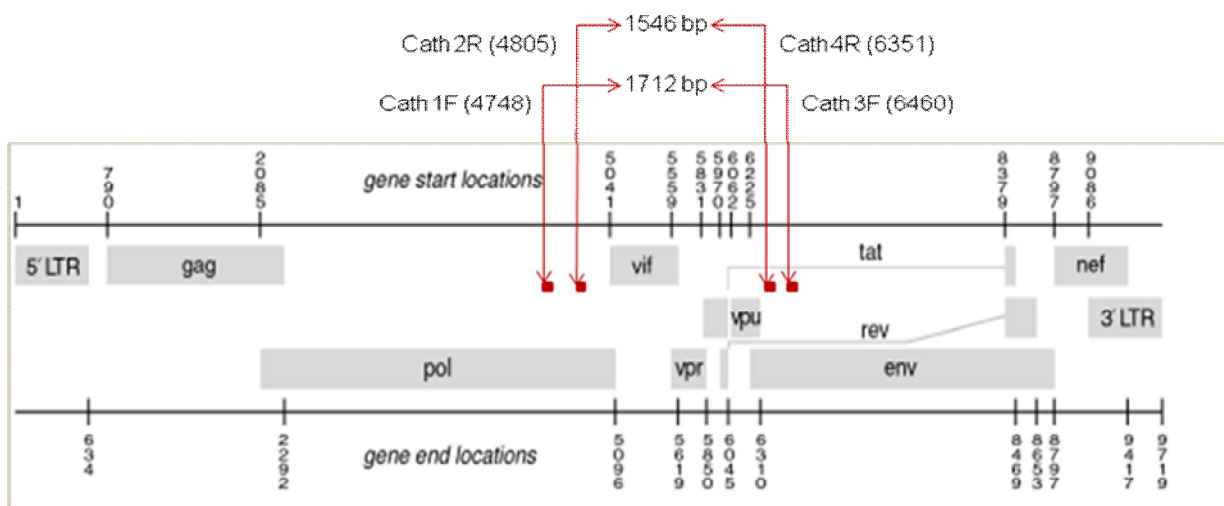 1546 bp
Cath 2R (4805)
Cath 4R (6351)
1712 bp
Cath 1F (4748)
Cath 3F (6460)
1
790
2085
gene start locations
5041
5559
5831
5970
6062
6225
8379
8797
9086
5´ LTR
gag
vif
tat
nef
vpu
rev
3´ LTR
pol
vpr
env
634
2292
gene end locations
5096
5619
5850
6045
6310
8469
8653
8797
9417
9719